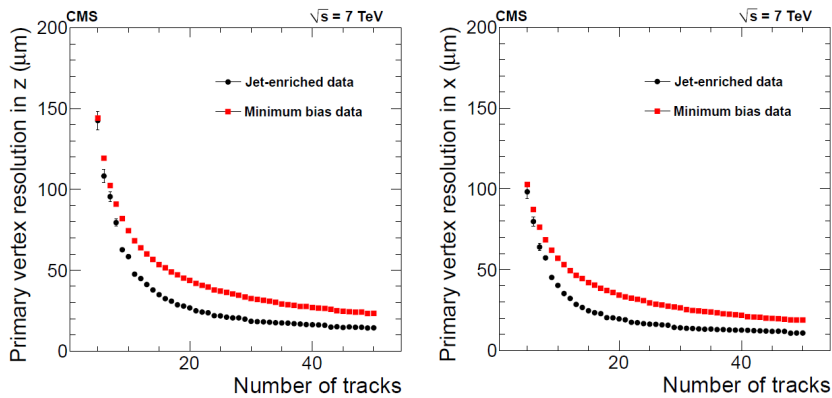 CMS
√s = 7 TeV
Primary vertex resolution in z (μm)
200
150
100
50
0
Jet-enriched data
Minimum bias data
20
40
Number of tracks
CMS
√s = 7 TeV
Primary vertex resolution in x (μm)
200
150
100
50
0
Jet-enriched data
Minimum bias data
20
40
Number of tracks